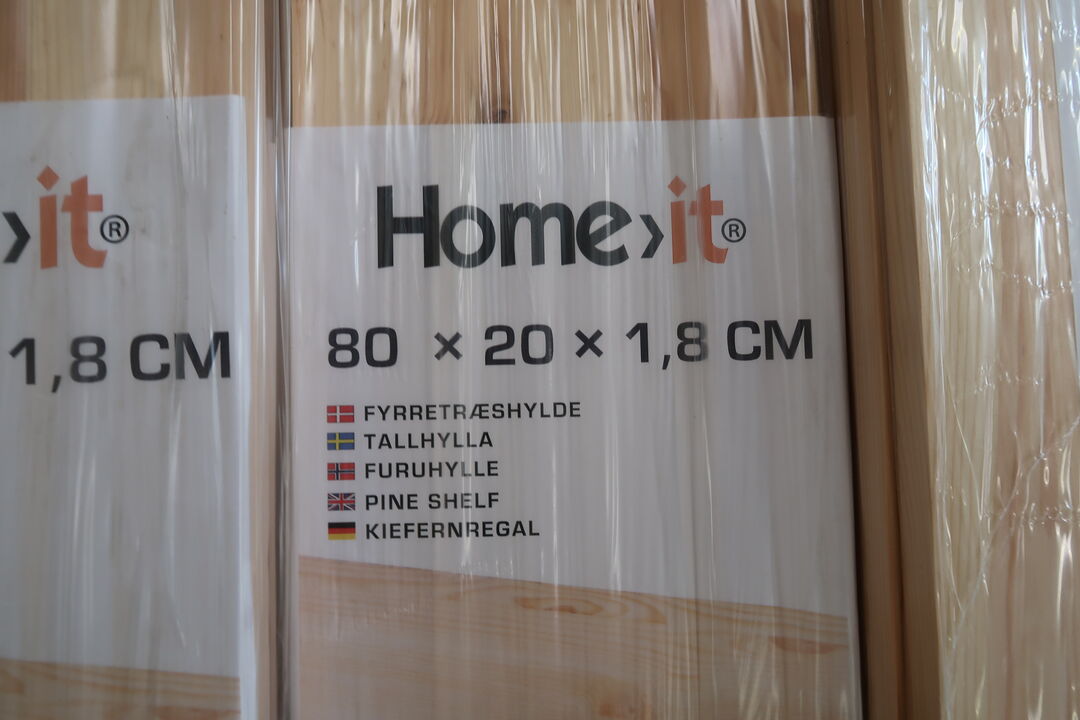 >it®
1,8 CM
Home>it®
80 × 20 × 1,8 CM
FYRRETRÆSHYLDE
TALLHYLLA
FURUHYLLE
PINE SHELF
KIEFERNREGAL